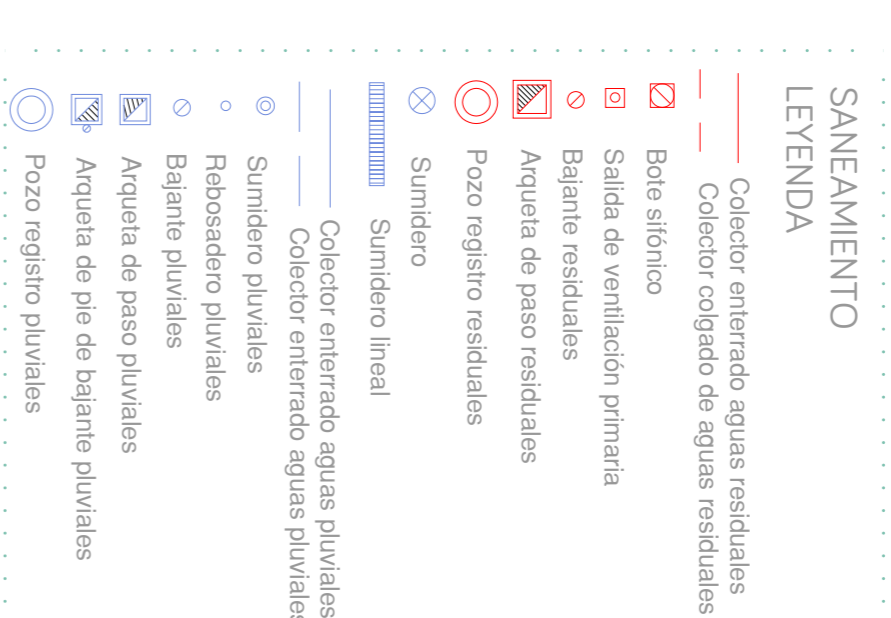 SANEAMIENTO
LEYENDA
Colector enterrado aguas residuales
Colector colgado de aguas residuales
Bote sifónico
Salida de ventilación primaria
Bajante residuales
Arqueta de paso residuales
Pozo registro residuales
Sumidero
Sumidero lineal
Colector enterrado aguas pluviales
Colector enterrado aguas pluviales
Sumidero pluviales
Rebosadero pluviales
Bajante pluviales
Arqueta de paso pluviales
Arqueta de pie de bajante pluviales
Pozo registro pluviales